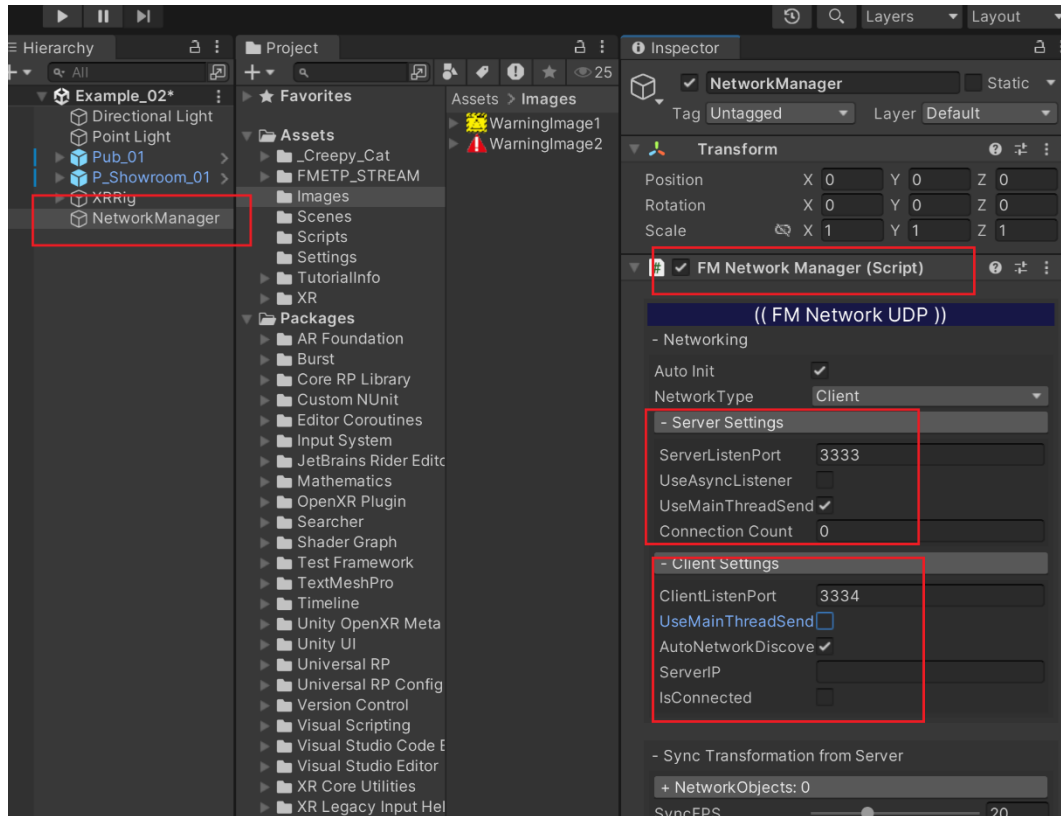 Layers
Layout
Hierarchy
All
Example_02*
Directional Light
Point Light
Pub_01
P_Showroom_01
XRRig
NetworkManager
Project
25
Favorites
Assets
_Creepy_Cat
FMETP_STREAM
Images
Scenes
Scripts
Settings
TutorialInfo
XR
Packages
AR Foundation
Burst
Core RP Library
Custom NUnit
Editor Coroutines
Input System
JetBrains Rider Editc
Mathematics
OpenXR Plugin
Searcher
Shader Graph
Test Framework
TextMeshPro
Timeline
Unity OpenXR Meta
Unity UI
Universal RP
Universal RP Config
Version Control
Visual Scripting
Visual Studio Code E
Visual Studio Editor
XR Core Utilities
XR Legacy Input Hel
Assets > Images
WarningImage1
WarningImage2
Inspector
NetworkManager Static
Tag Untagged Layer Default
Transform
Position X 0 Y 0 Z 0
Rotation X 0 Y 0 Z 0
Scale X 1 Y 1 Z 1
# FM Network Manager (Script)
(( FM Network UDP ))
- Networking
Auto Init
NetworkType Client
- Server Settings
ServerListenPort 3333
UseAsyncListener
UseMainThreadSend
Connection Count 0
- Client Settings
ClientListenPort 3334
UseMainThreadSend
AutoNetworkDiscove
ServerIP
IsConnected
- Sync Transformation from Server
+ NetworkObjects: 0
SyncFPS 20